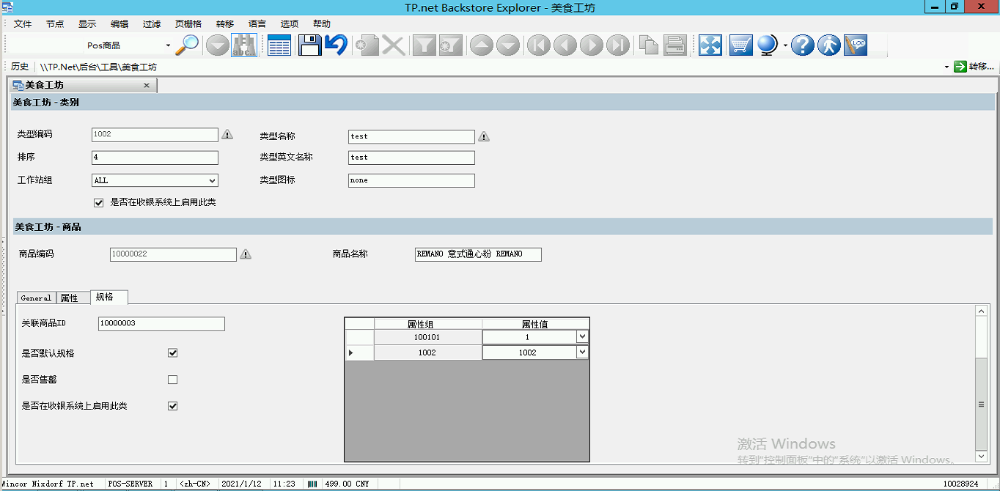 TP.net Backstore Explorer - 美食工坊
文件 节点 显示 编辑 过滤 页栅格 转移 语言 选项 帮助
Pos商品
历史 \\TP.Net\后台\工具\美食工坊 转移...
美食工坊
美食工坊 - 类别
类型编码 1002 类型名称 test
排序 4 类型英文名称 test
工作站组 ALL 类型图标 none
是否在收银系统上启用此类
美食工坊 - 商品
商品编码 10000022 商品名称 REMANO 意式通心粉 REMANO
General 属性 规格
关联商品ID 10000003
属性组 属性值
100101 1
是否默认规格
1002 1002
是否售罄
是否在收银系统上启用此类
激活 Windows
转到"控制面板"中的"系统"以激活 Windows。
Wincor Nixdorf TP.net POS-SERVER 1 <zh-CN> 2021/1/12 11:23 499.00 CNY 10028924